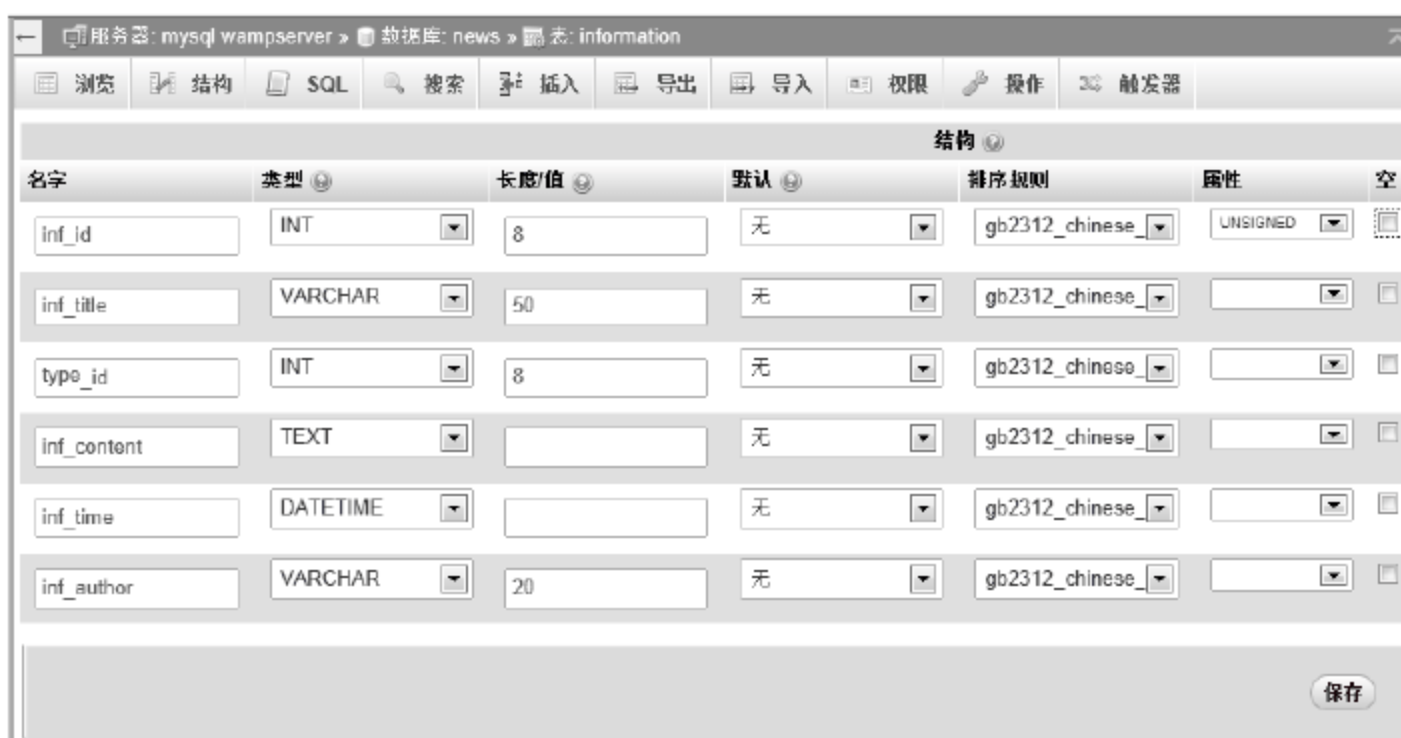 ← 服务器: mysql wampserver » 数据库: news » 表: information
浏览 结构 SQL 搜索 插入 导出 导入 权限 操作 触发器
结构
名字 类型 长度/值 默认 排序规则 属性 空
inf_id INT 8 无 gb2312_chinese_ UNSIGNED
inf_title VARCHAR 50 无 gb2312_chinese_
type_id INT 8 无 gb2312_chinese_
inf_content TEXT 无 gb2312_chinese_
inf_time DATETIME 无 gb2312_chinese_
inf_author VARCHAR 20 无 gb2312_chinese_
保存